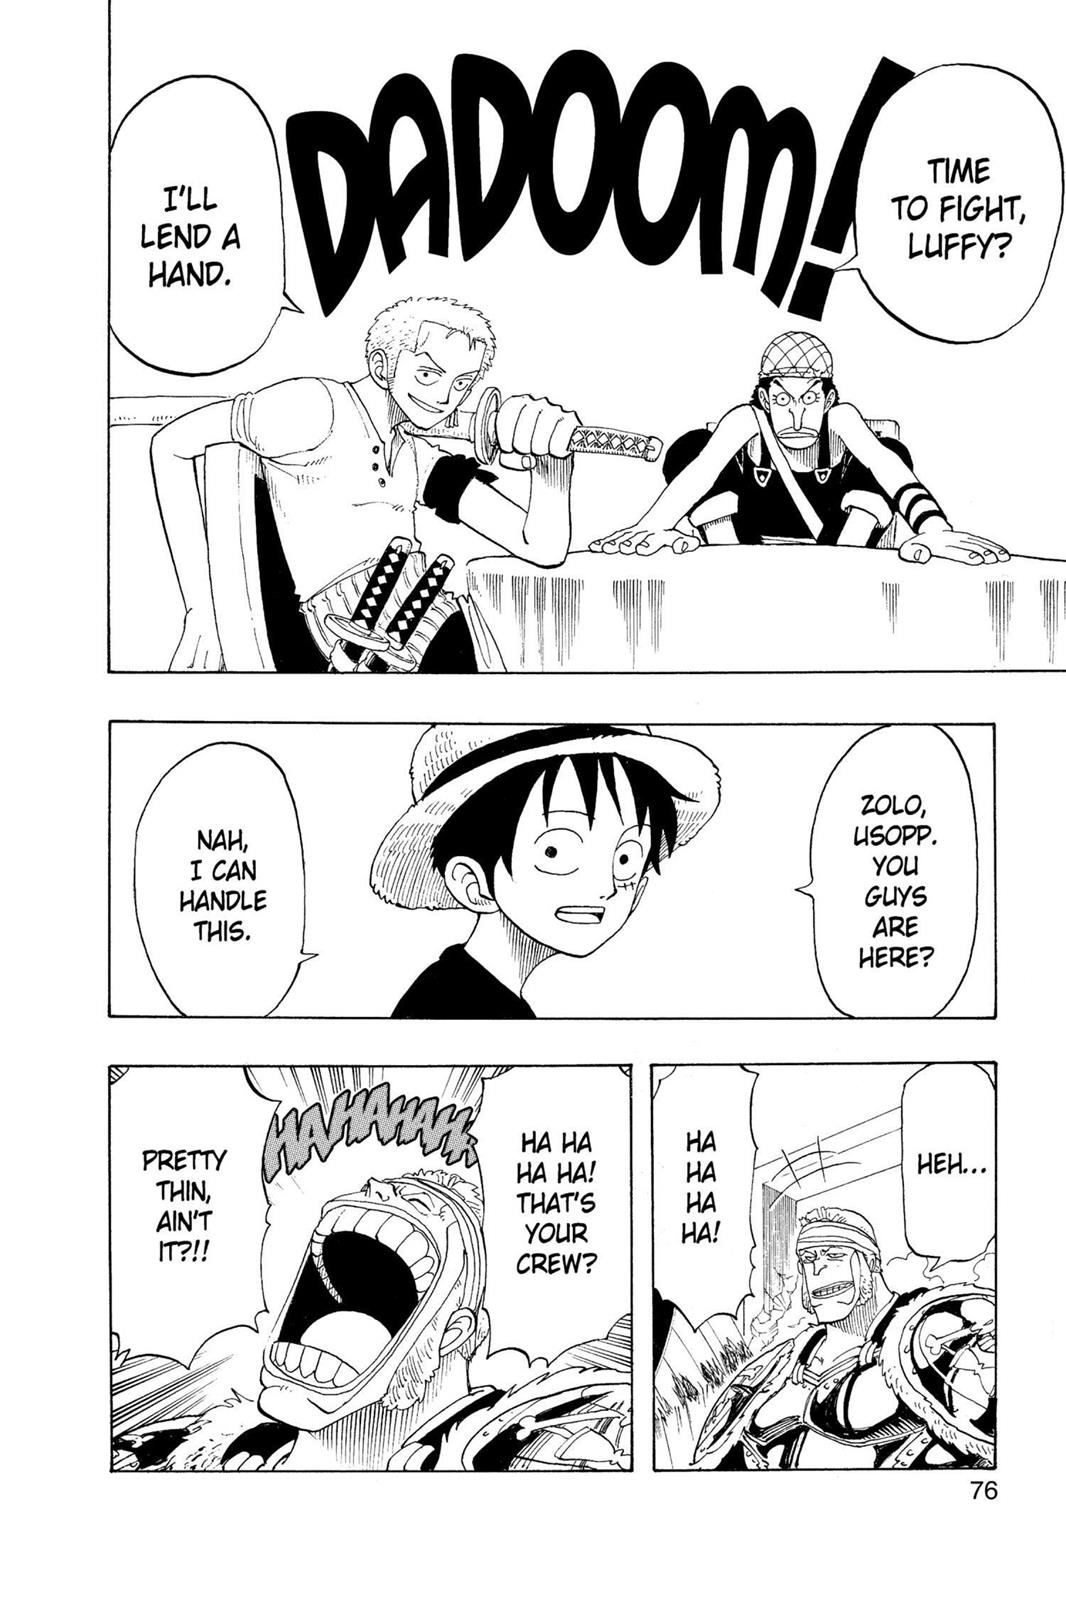 TIME
TO FIGHT,
LUFFY?
DADOOM!
I'LL
LEND A
HAND.
ZOLO,
USOPP.
YOU
GUYS
ARE
HERE?
NAH,
I CAN
HANDLE
THIS.
HEH...
HA
HA
HA
HA!
HA HA
HA HA!
THAT'S
YOUR
CREW?
HAHAHAHAHA
PRETTY
THIN,
AIN'T
IT?!!
76